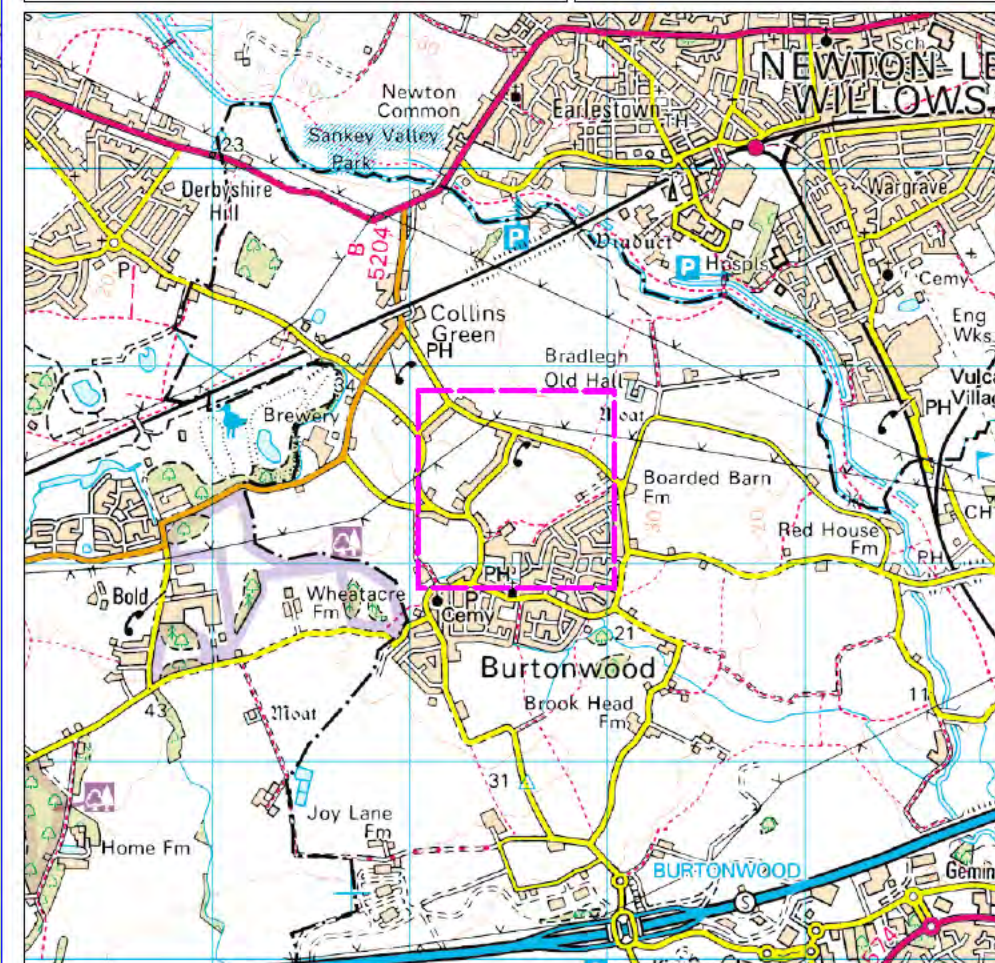 Sch
NEWTON LE
WILLOWS
Newton
Common
Earlestown
TH
Sankey Valley
Park
23
Derbyshire
Hill
Wargrave
B
5204
P
Viaduct
P
Hospls
P
Cemy
Collins
Green
PH
Eng
Wks
Bradlegh
Old Hall
Vulca
Villag
34
Brewery
Moat
PH
Boarded Barn
Fm
30
20
CH
Red House
Fm
PH
PH
Bold
Wheatacre
Fm
P
Cemy
21
Burtonwood
Brook Head
Fm
11
43
Moat
31
Joy Lane
Fm
Home Fm
BURTONWOOD
S
Gemin
574